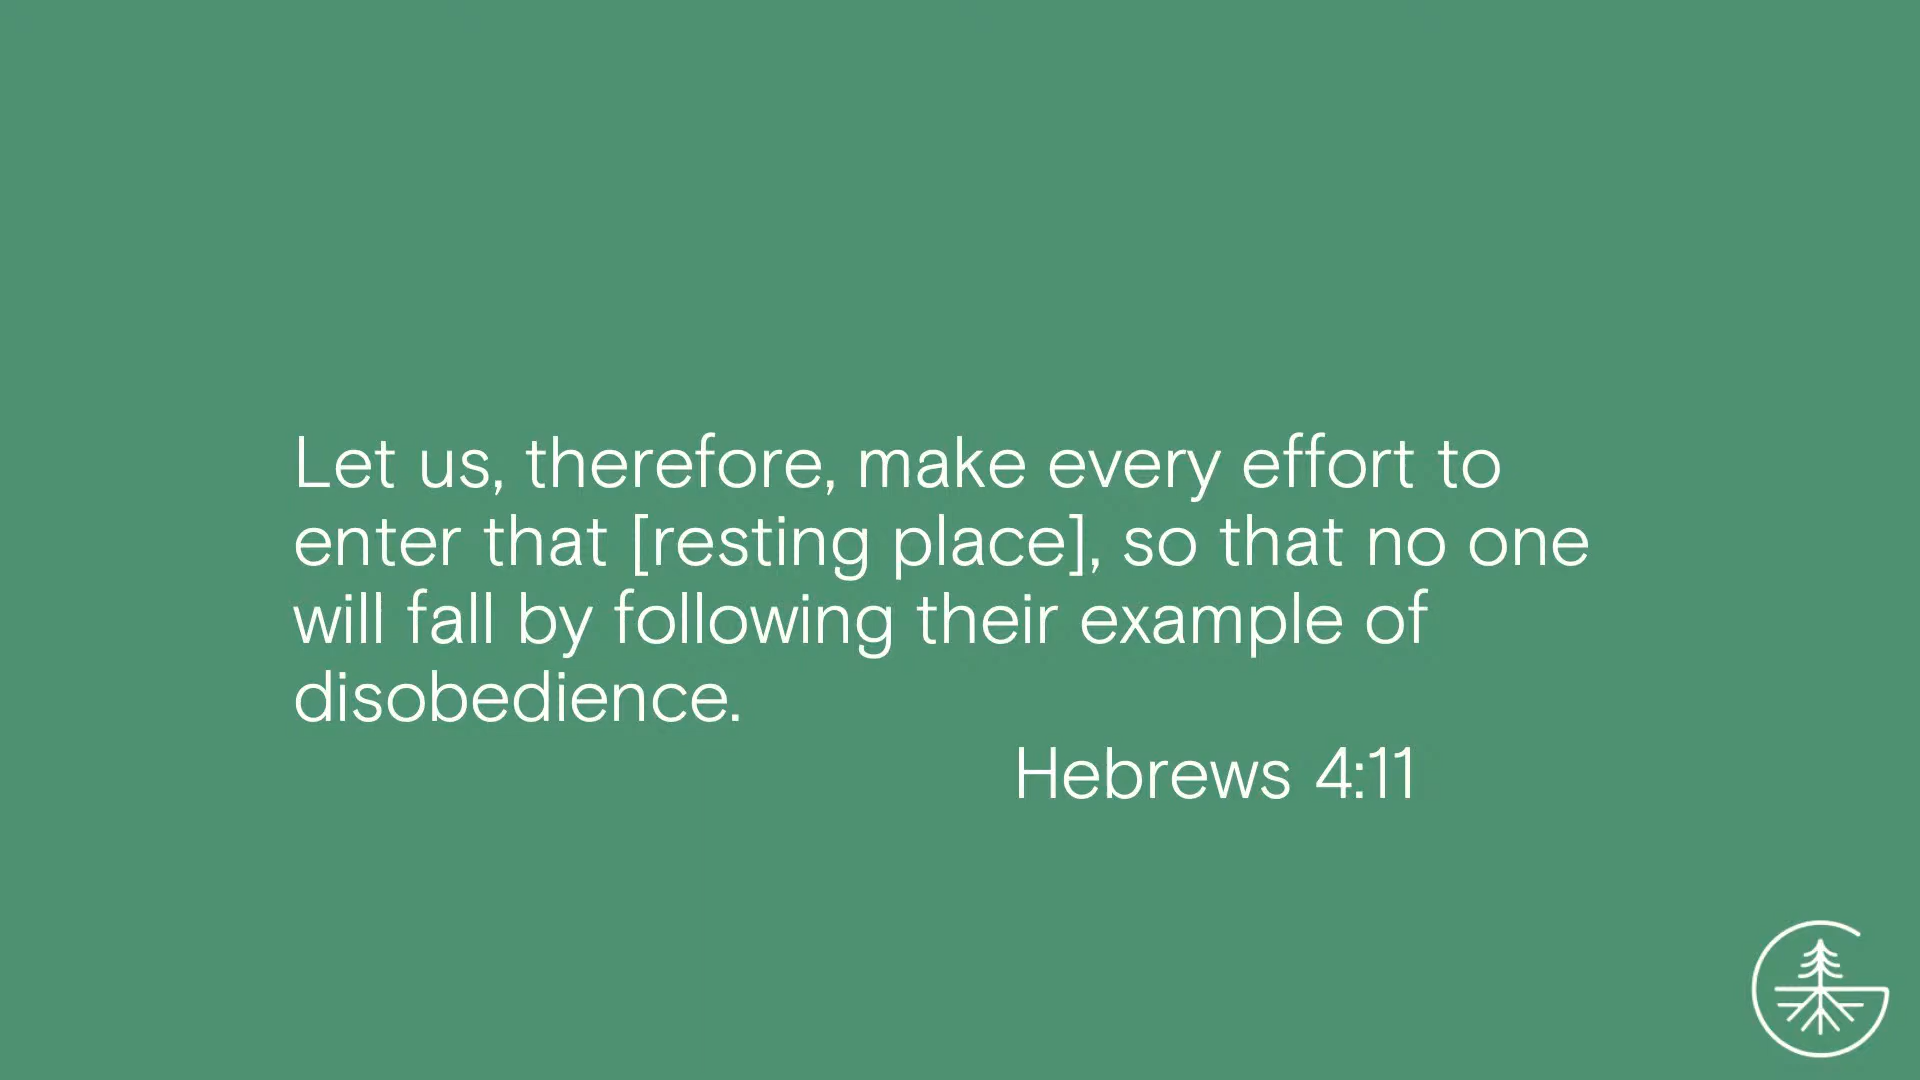 Let us, therefore, make every effort to
enter that [resting place], so that no one
will fall by following their example of
disobedience.
Hebrews 4:11